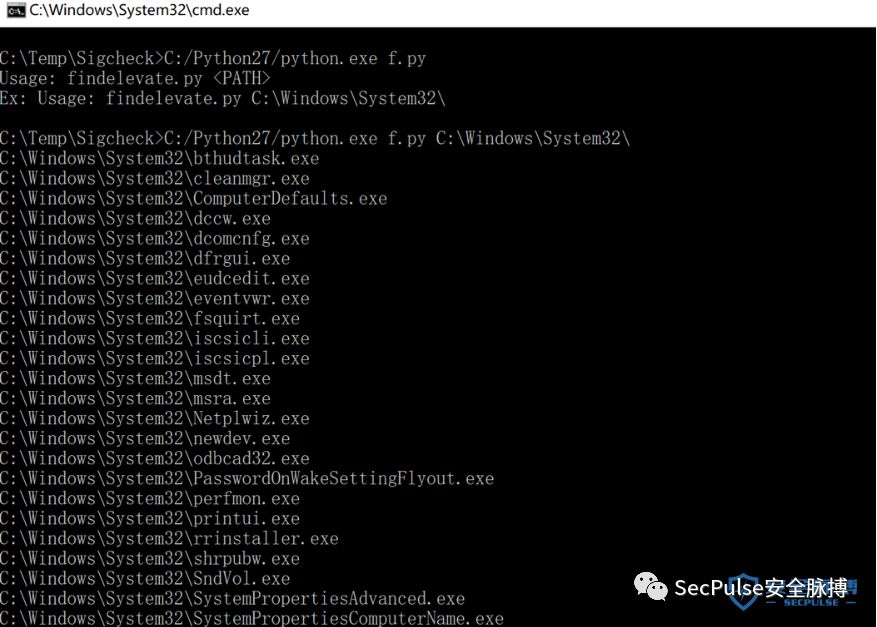 C:\Windows\System32\cmd.exe
C:\Temp\Sigcheck>C:/Python27/python.exe f.py
Usage: findelevate.py <PATH>
Ex: Usage: findelevate.py C:\Windows\System32\
C:\Temp\Sigcheck>C:/Python27/python.exe f.py C:\Windows\System32\
C:\Windows\System32\bthudtask.exe
C:\Windows\System32\cleanmgr.exe
C:\Windows\System32\ComputerDefaults.exe
C:\Windows\System32\dccw.exe
C:\Windows\System32\dcomcnfg.exe
C:\Windows\System32\dfrgui.exe
C:\Windows\System32\eudcedit.exe
C:\Windows\System32\eventvwr.exe
C:\Windows\System32\fsquirt.exe
C:\Windows\System32\iscsicli.exe
C:\Windows\System32\iscsicpl.exe
C:\Windows\System32\msdt.exe
C:\Windows\System32\msra.exe
C:\Windows\System32\Netplwiz.exe
C:\Windows\System32\newdev.exe
C:\Windows\System32\odbcad32.exe
C:\Windows\System32\PasswordOnWakeSettingFlyout.exe
C:\Windows\System32\perfmon.exe
C:\Windows\System32\printui.exe
C:\Windows\System32\rrinstaller.exe
C:\Windows\System32\shrpubw.exe
C:\Windows\System32\SndVol.exe
C:\Windows\System32\SystemPropertiesAdvanced.exe
C:\Windows\System32\SystemPropertiesComputerName.exe
SecPulse安全脉搏
SECPULSE